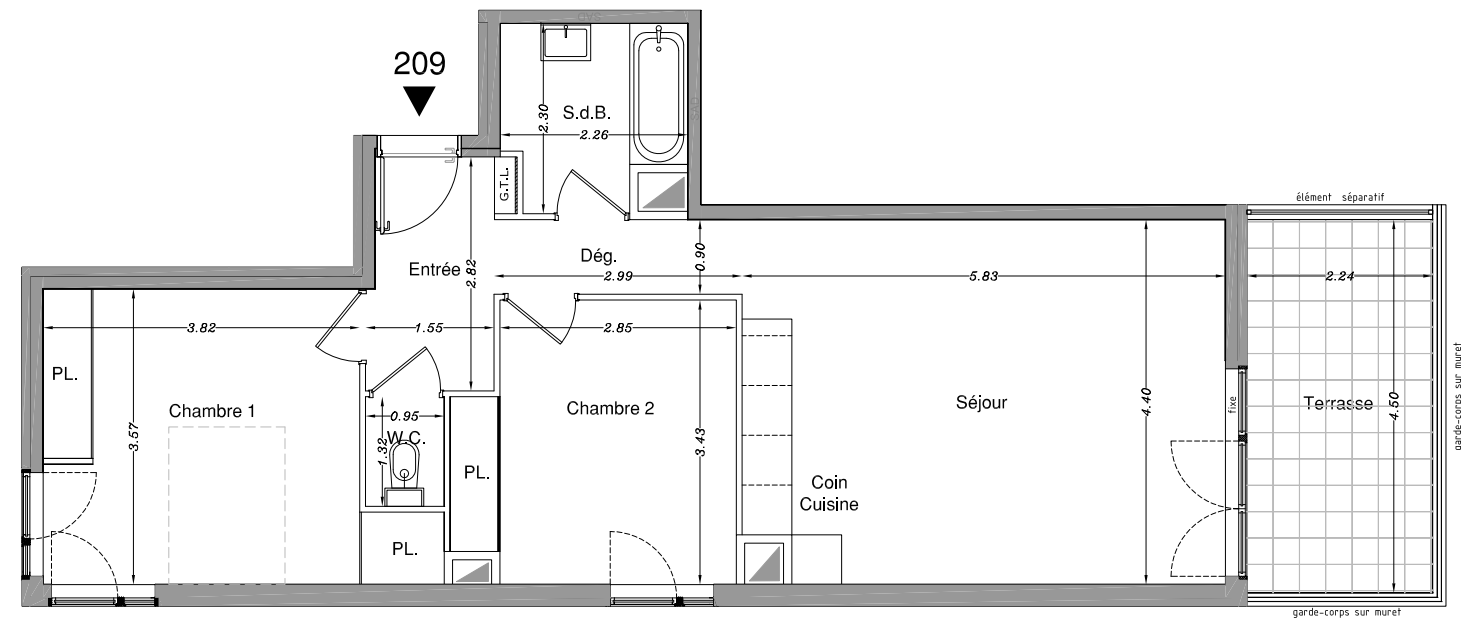 209
S.d.B.
2.30
2.26
G.T.L.
élément séparatif
Entrée
2.82
Dég.
2.99
0.90
5.83
2.24
3.82
1.55
2.85
PL.
Chambre 1
3.57
0.95
W.C.
1.32
PL.
PL.
Chambre 2
3.43
Séjour
4.40
fixe
Terrasse
4.50
garde-corps sur muret
Coin
Cuisine
garde-corps sur muret